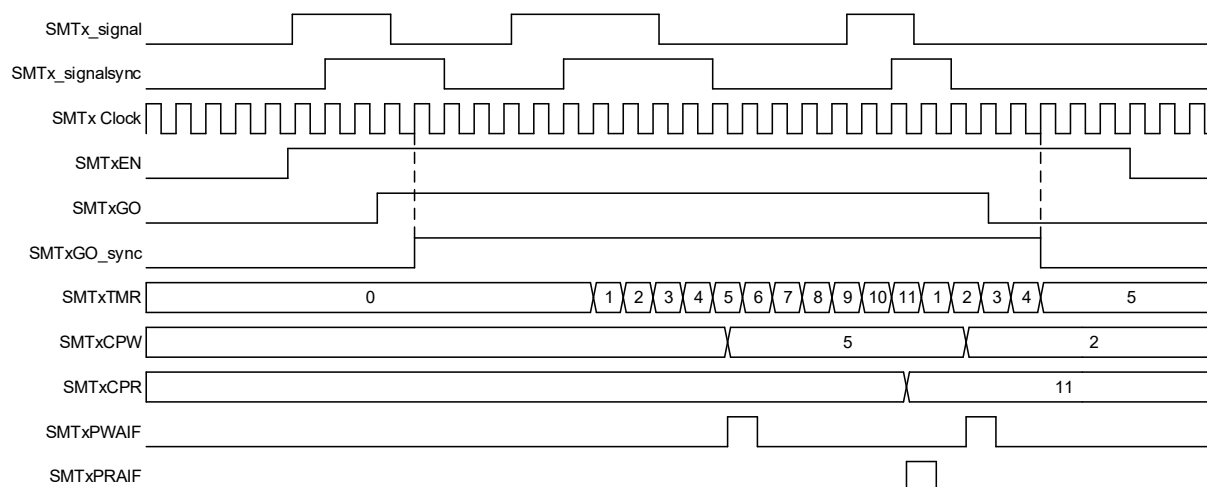 SMTx_signal
SMTx_signalsync
SMTx Clock
SMTxEN
SMTxGO
SMTxGO_sync
SMTxTMR 0 1 2 3 4 5 6 7 8 9 10 11 1 2 3 4 5
SMTxCPW 5 2
SMTxCPR 11
SMTxPWAIF
SMTxPRAIF